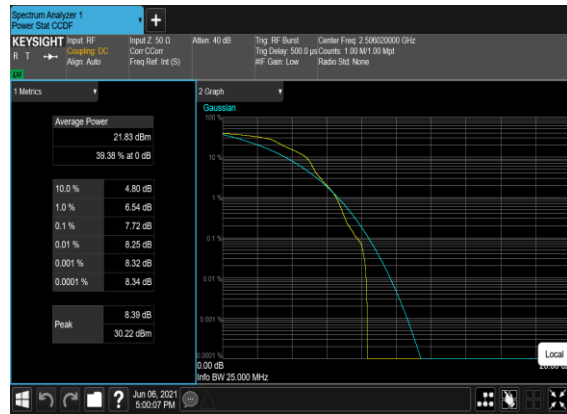 Spectrum Analyzer 1
Power Stat CCDF
+
KEYSIGHT
R T
Input: RF
Coupling: DC
Align: Auto
Input Z: 50 Ω
Corr CCorr
Freq Ref: Int (S)
Atten: 40 dB
Trig: RF Burst
Trig Delay: 500.0 µs
#IF Gain: Low
Center Freq: 2.506020000 GHz
Counts: 1.00 M/1.00 Mpt
Radio Std: None
1 Metrics
Average Power
21.83 dBm
39.38 % at 0 dB
10.0 % 4.80 dB
1.0 % 6.54 dB
0.1 % 7.72 dB
0.01 % 8.25 dB
0.001 % 8.32 dB
0.0001 % 8.34 dB
Peak
8.39 dB
30.22 dBm
2 Graph
Gaussian
100 %
10 %
1 %
0.1 %
0.01 %
0.001 %
0.0001 %
0.00 dB
Info BW 25.000 MHz
Local
?
Jun 06, 2021
5:00:07 PM